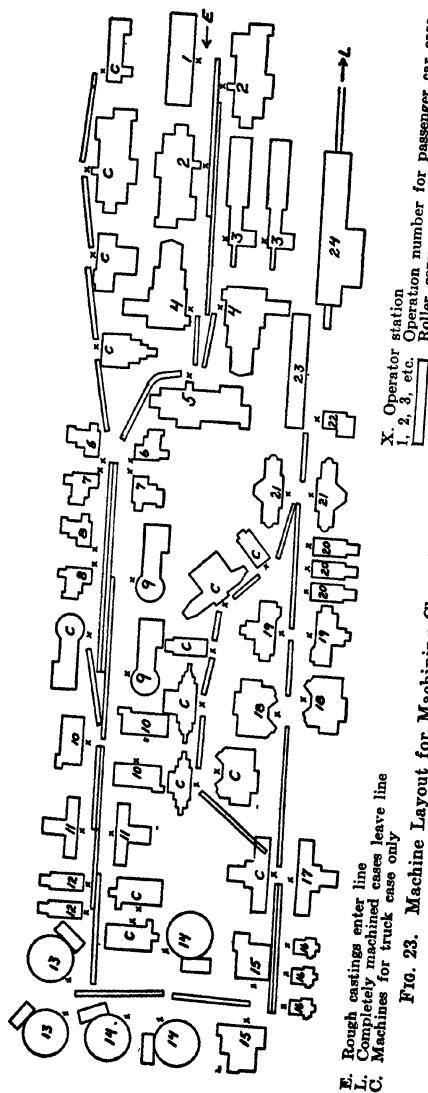 13
12
12
11
10
C
8
8
7
6
C
C
C
C
E
1
2
2
13
14
14
C
C
11
10
10
9
9
7
6
5
4
4
3
3
14
15
15
C
C
C
C
C
C
C
C
16
16
16
17
18
18
19
19
20
20
20
21
21
22
23
24
L
E. Rough castings enter line
L. Completely machined cases leave line
C. Machines for truck case only
X. Operator station
1, 2, 3, etc. Operation number for passenger car case
Roller
FIG. 23. Machine Layout for Machining